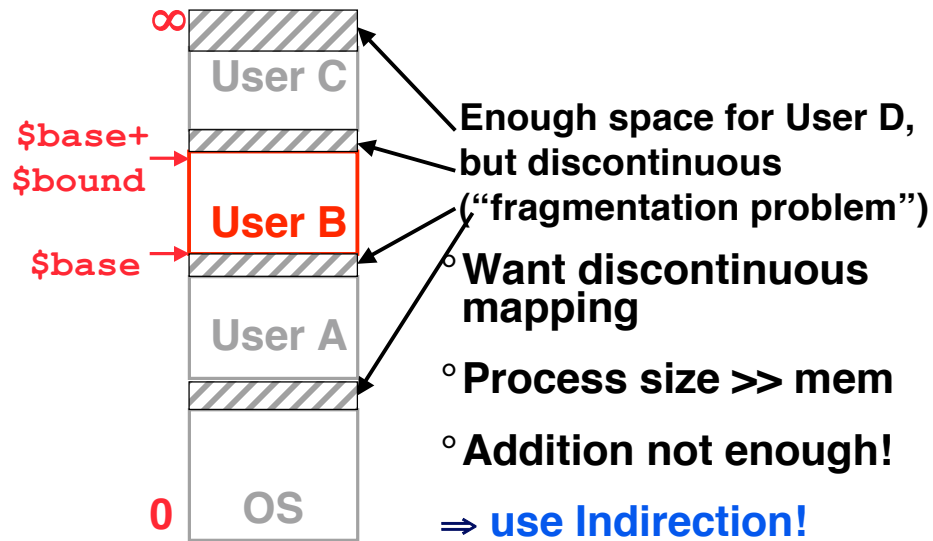 ∞
User C
$base+
$bound
User B
$base
User A
0
OS
Enough space for User D,
but discontinuous
(“fragmentation problem”)
° Want discontinuous
mapping
° Process size >> mem
° Addition not enough!
⇒ use Indirection!